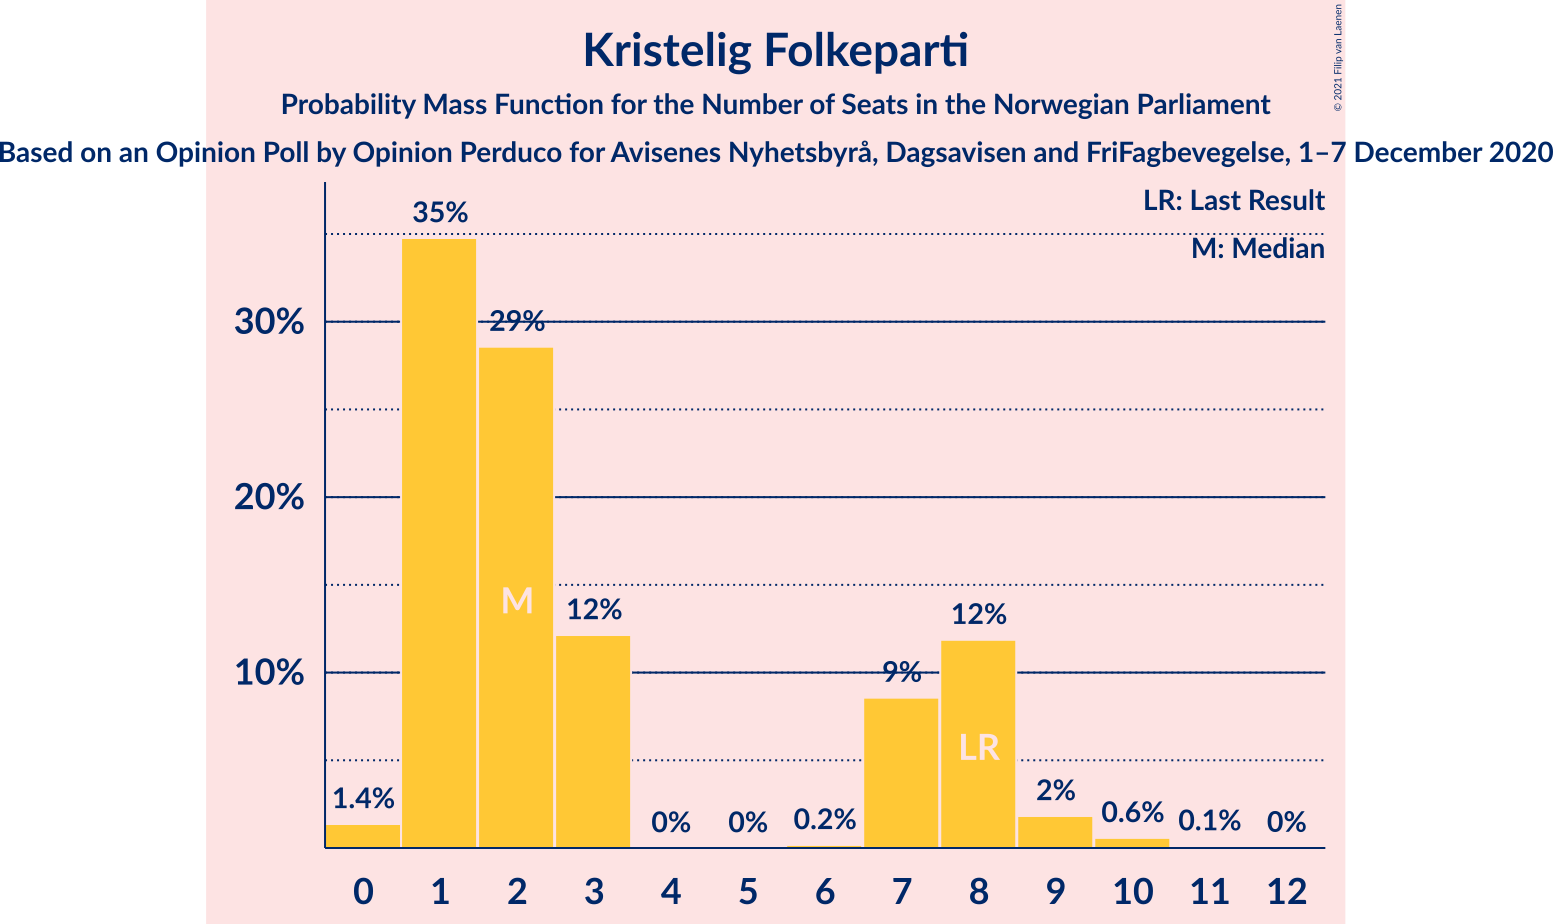 Kristelig Folkeparti
Probability Mass Function for the Number of Seats in the Norwegian Parliament
Based on an Opinion Poll by Opinion Perduco for Avisenes Nyhetsbyrå, Dagsavisen and FriFagbevegelse, 1–7 December 2020
© 2021 Filip van Laenen
LR: Last Result
M: Median
35%
30%
29%
20%
M
12%
12%
10%
9%
LR
1.4%
0%
0%
0.2%
2%
0.6%
0.1%
0%
0 1 2 3 4 5 6 7 8 9 10 11 12